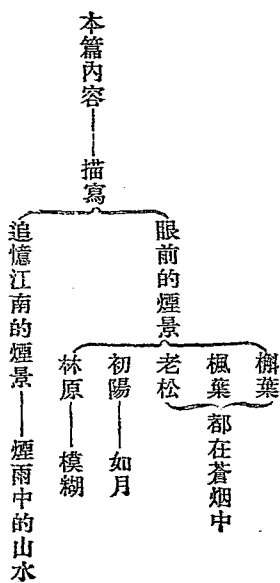 本篇內容——描寫
眼前的煙景
槲葉
楓葉
老松
都在蒼烟中
初陽——如月
林原——模糊
追憶江南的煙景——煙雨中的山水